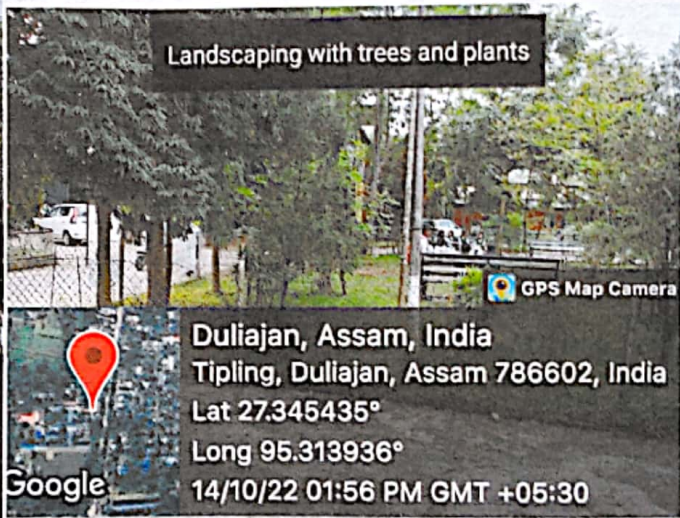 Landscaping with trees and plants
GPS Map Camera
Duliajan, Assam, India
Tipling, Duliajan, Assam 786602, India
Lat 27.345435°
Long 95.313936°
Google
14/10/22 01:56 PM GMT +05:30